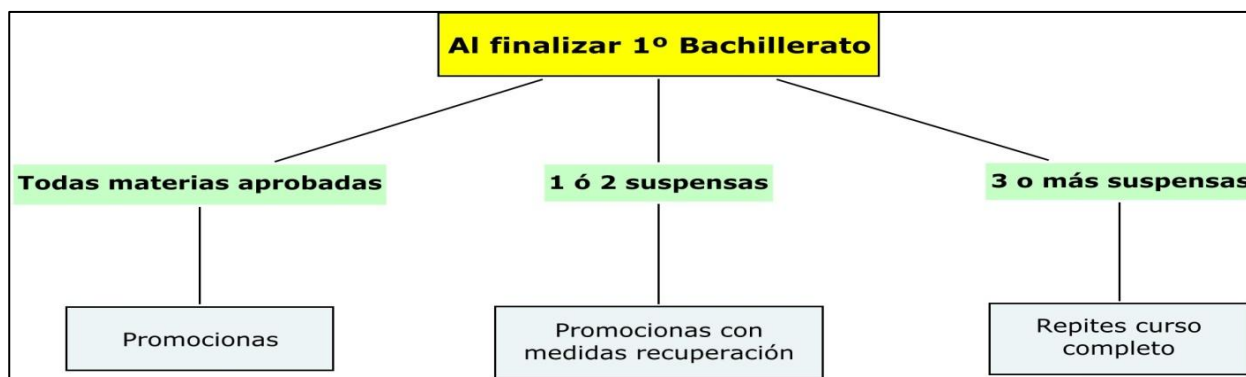 Al finalizar 1º Bachillerato
Todas materias aprobadas
1 ó 2 suspensas
3 o más suspensas
Promocionas
Promocionas con
medidas recuperación
Repites curso
completo